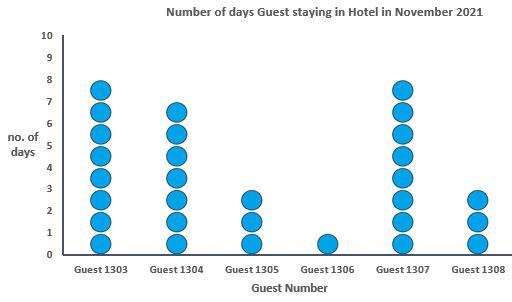 Number of days Guest staying in Hotel in November 2021
10
9
8
7
6
5
4
3
2
1
0
no. of
days
Guest 1303 Guest 1304 Guest 1305 Guest 1306 Guest 1307 Guest 1308
Guest Number